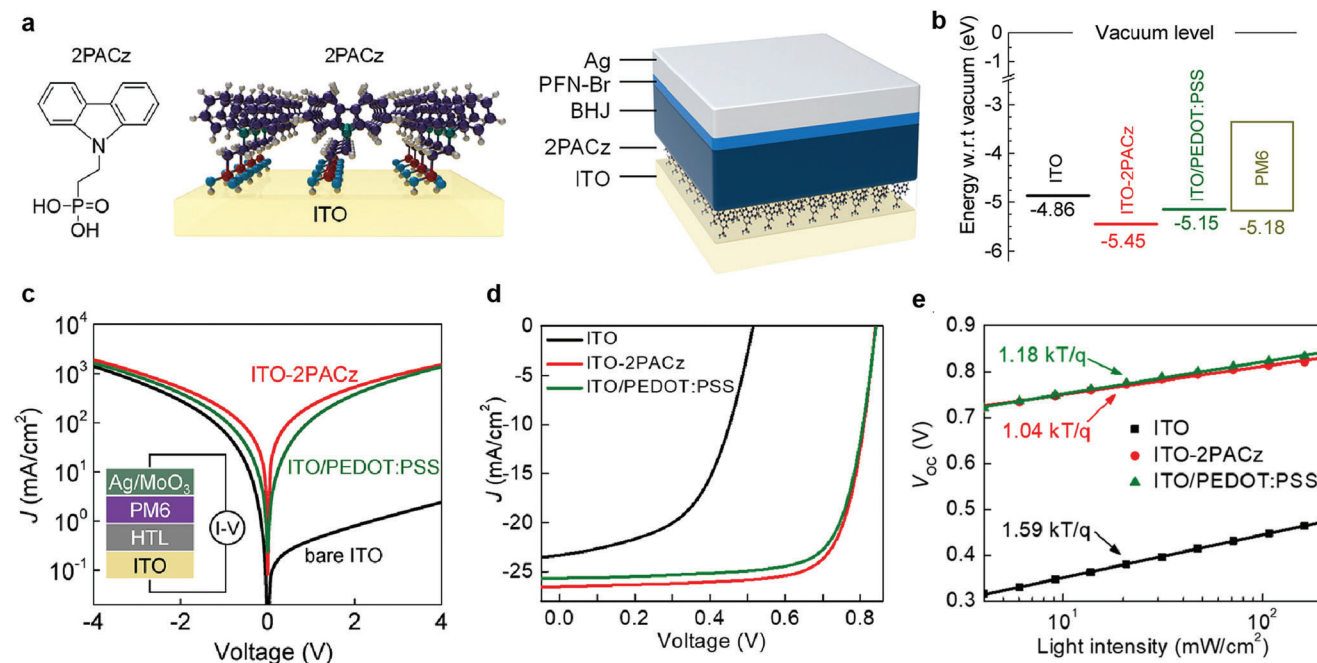 a
2PACz
N
HO-P=O
OH
2PACz
ITO
Ag
PFN-Br
BHJ
2PACz
ITO
b
Energy w.r.t vacuum (eV)
0
-1
-3
-4
-5
-6
Vacuum level
ITO
-4.86
ITO-2PACz
-5.45
ITO/PEDOT:PSS
-5.15
PM6
-5.18
c
J (mA/cm²)
10⁴
10³
10²
10¹
10⁰
10⁻¹
ITO-2PACz
ITO/PEDOT:PSS
bare ITO
Ag/MoO₃
PM6
HTL
ITO
I-V
-4 -2 0 2 4
Voltage (V)
d
J (mA/cm²)
0
-5
-10
-15
-20
-25
ITO
ITO-2PACz
ITO/PEDOT:PSS
0.0 0.2 0.4 0.6 0.8
Voltage (V)
e
Voc (V)
0.9
0.8
0.7
0.4
0.3
1.18 kT/q
1.04 kT/q
ITO
ITO-2PACz
ITO/PEDOT:PSS
1.59 kT/q
10¹ 10²
Light intensity (mW/cm²)